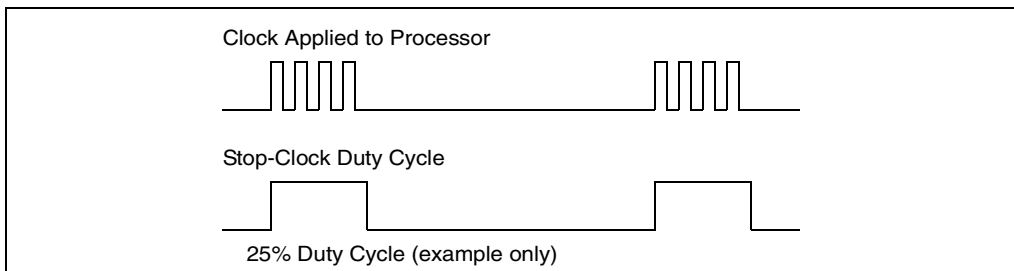 Clock Applied to Processor
Stop-Clock Duty Cycle
25% Duty Cycle (example only)